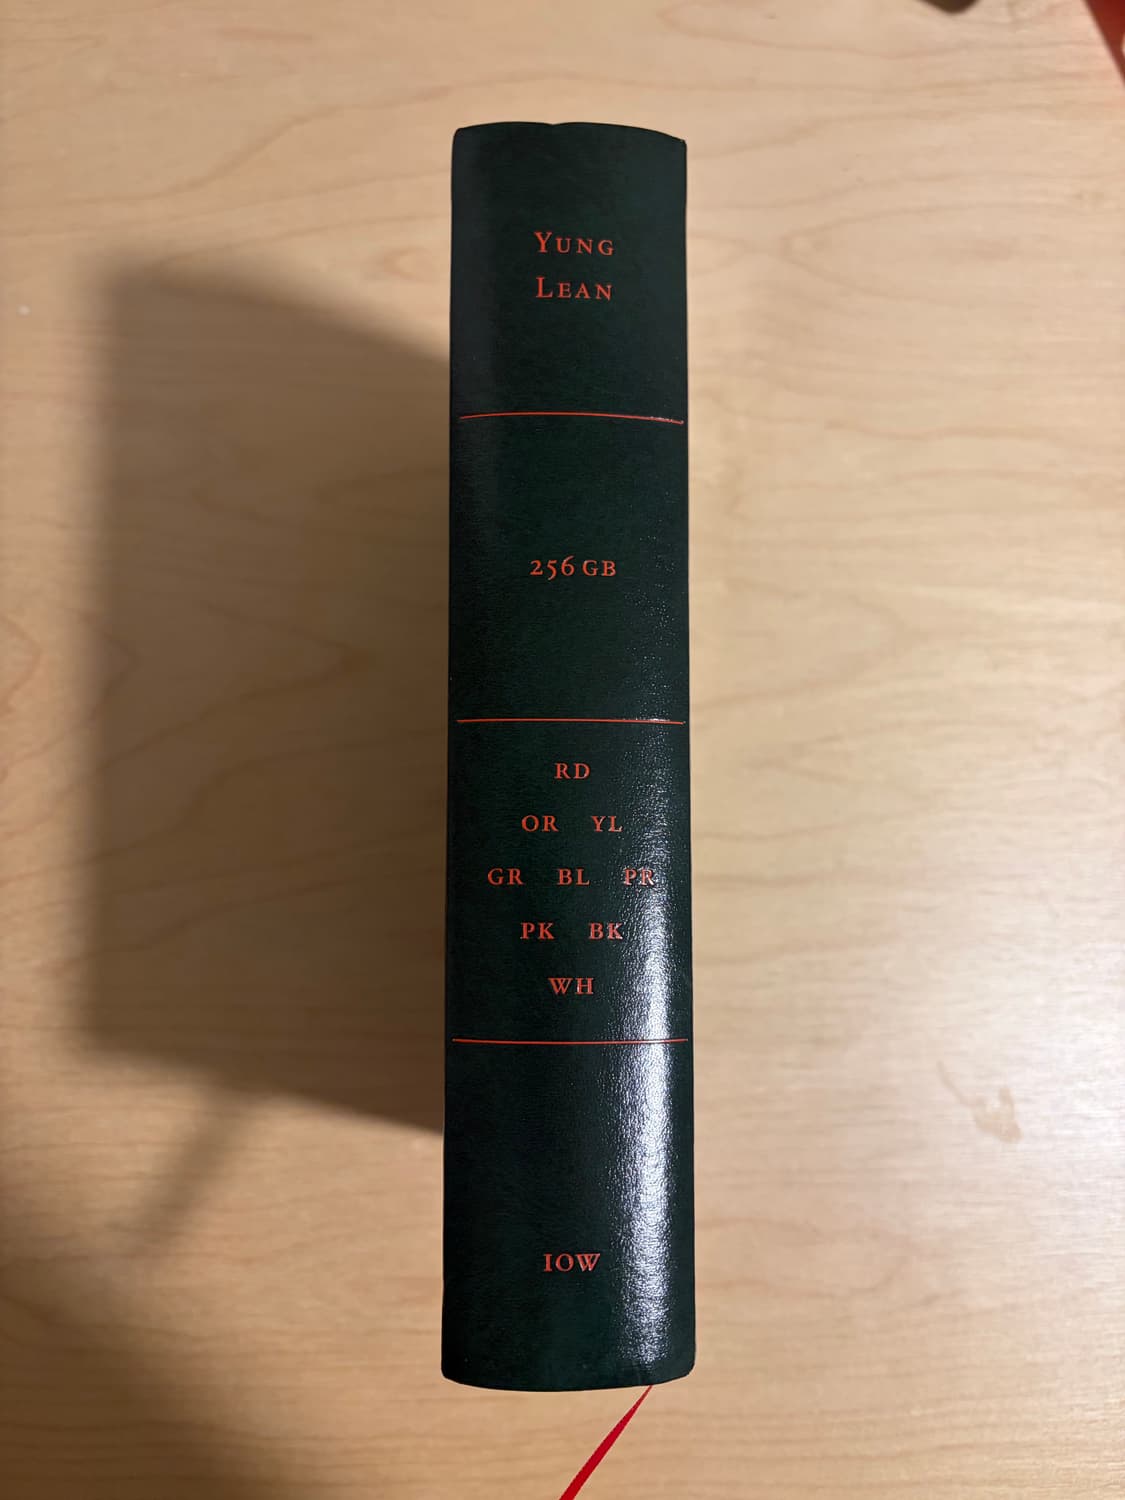 Yung
Lean
256 GB
RD
OR YL
GR BL PR
PK BK
WH
IOW